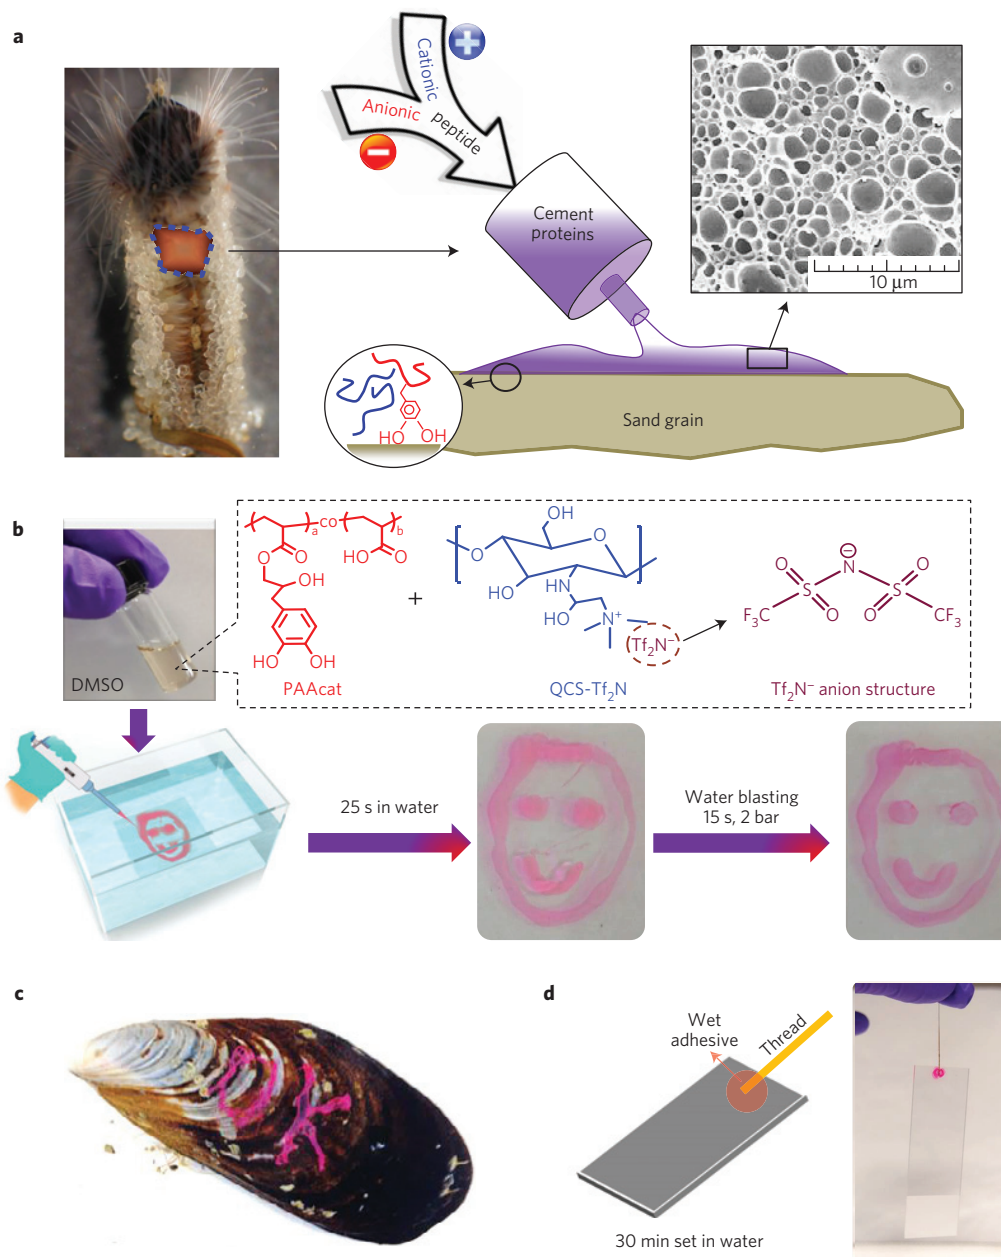 a
Cationic
Anionic peptide
Cement
proteins
10 μm
HO OH
Sand grain
b
DMSO
a co b
O O HO O
OH
HO OH
PAAcat
+
OH
O O
HO HN
HO N⁺
Tf₂N⁻
QCS-Tf₂N
⊖
O N O
S S
F₃C O O CF₃
Tf₂N⁻ anion structure
25 s in water
Water blasting
15 s, 2 bar
c
d
Wet
adhesive
Thread
30 min set in water